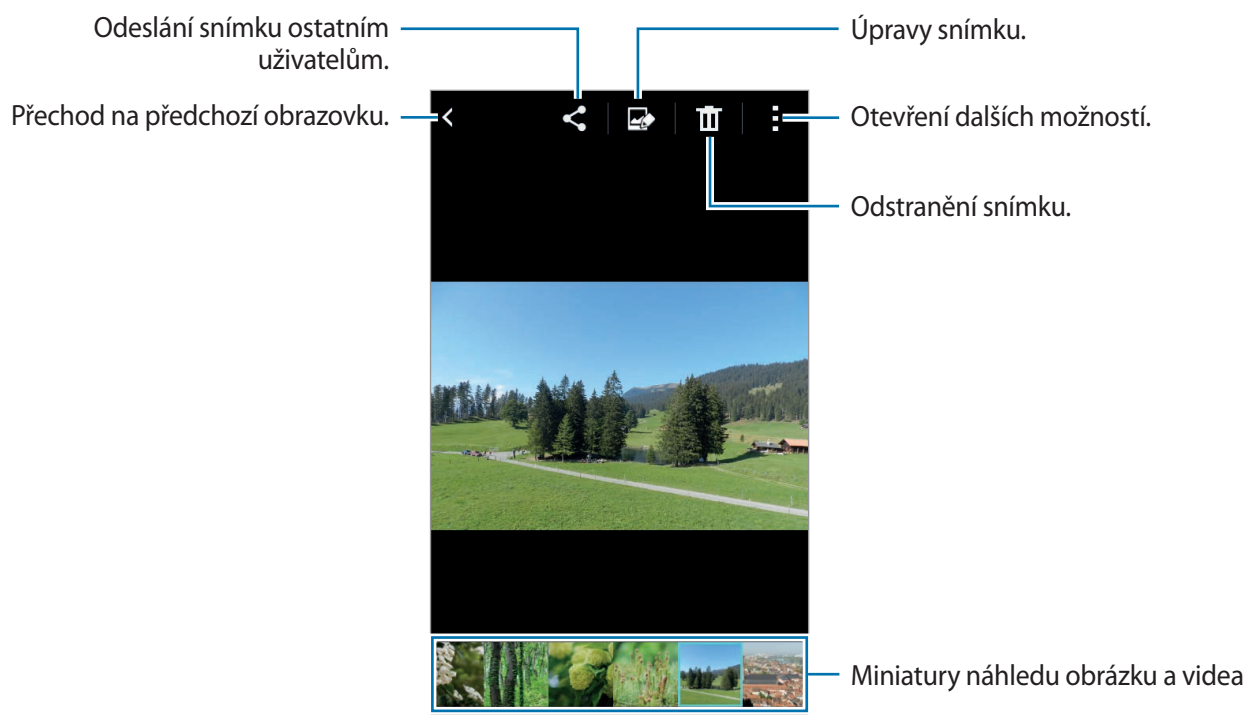 Odeslání snímku ostatním
uživatelům.
Úpravy snímku.
Přechod na předchozí obrazovku.
Otevření dalších možností.
Odstranění snímku.
Miniatury náhledu obrázku a videa